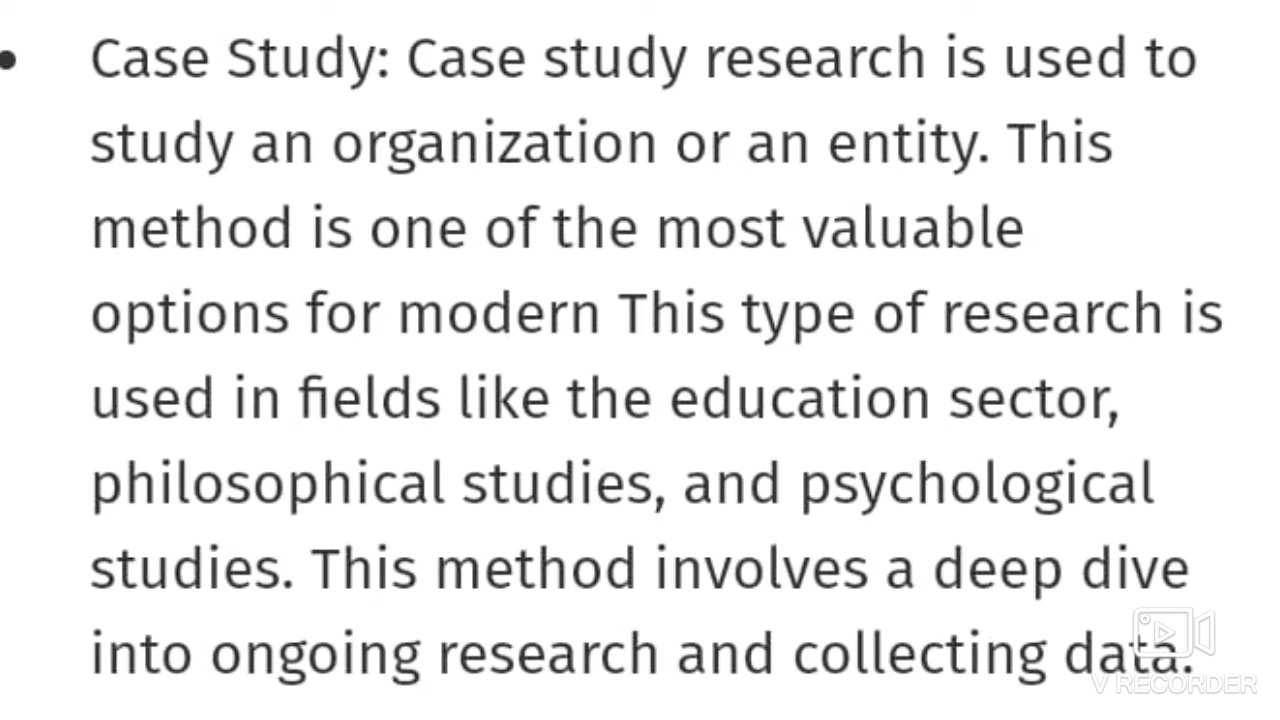 • Case Study: Case study research is used to
study an organization or an entity. This
method is one of the most valuable
options for modern This type of research is
used in fields like the education sector,
philosophical studies, and psychological
studies. This method involves a deep dive
into ongoing research and collecting data.
V RECORDER